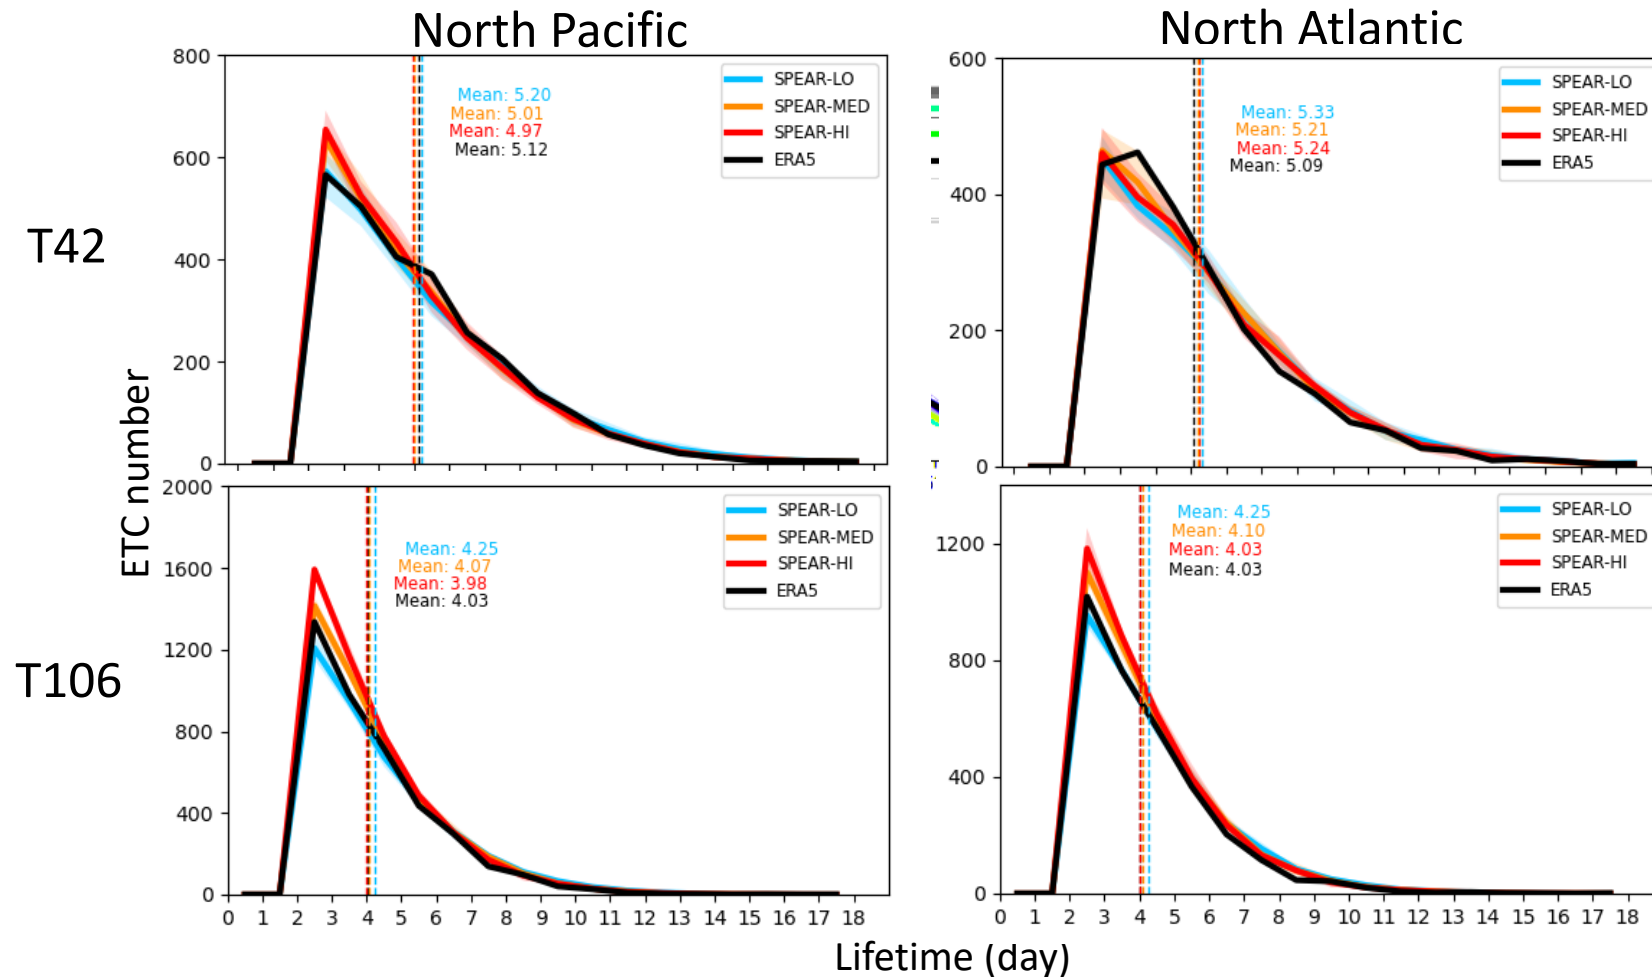 North Pacific
North Atlantic
T42
T106
ETC number
Lifetime (day)
800
600
400
200
0
Mean: 5.20
Mean: 5.01
Mean: 4.97
Mean: 5.12
SPEAR-LO
SPEAR-MED
SPEAR-HI
ERA5
600
400
200
0
Mean: 5.33
Mean: 5.21
Mean: 5.24
Mean: 5.09
SPEAR-LO
SPEAR-MED
SPEAR-HI
ERA5
2000
1600
1200
800
400
0
Mean: 4.25
Mean: 4.07
Mean: 3.98
Mean: 4.03
SPEAR-LO
SPEAR-MED
SPEAR-HI
ERA5
0 1 2 3 4 5 6 7 8 9 10 11 12 13 14 15 16 17 18
1200
800
400
0
Mean: 4.25
Mean: 4.10
Mean: 4.03
Mean: 4.03
SPEAR-LO
SPEAR-MED
SPEAR-HI
ERA5
0 1 2 3 4 5 6 7 8 9 10 11 12 13 14 15 16 17 18